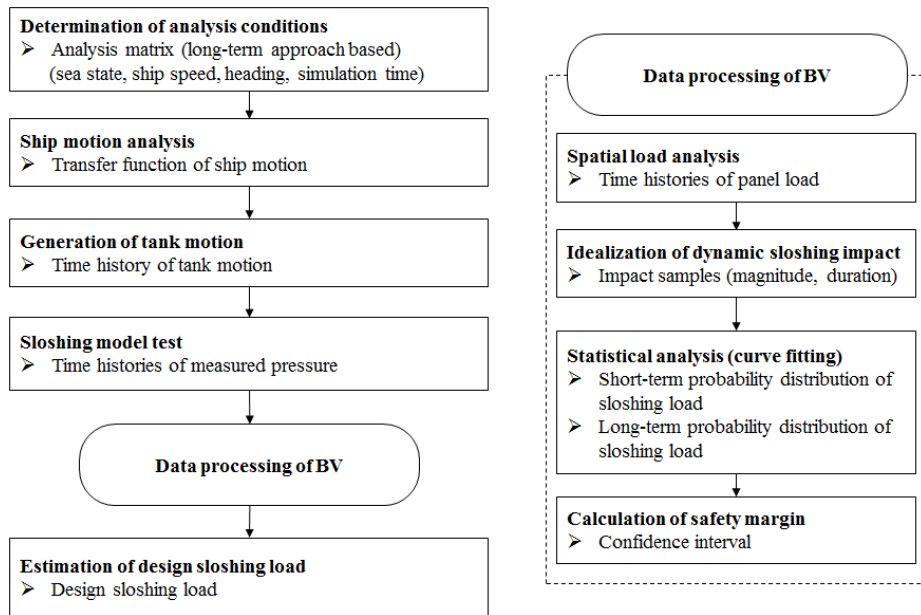 Determination of analysis conditions
➢ Analysis matrix (long-term approach based)
(sea state, ship speed, heading, simulation time)
Ship motion analysis
➢ Transfer function of ship motion
Generation of tank motion
➢ Time history of tank motion
Sloshing model test
➢ Time histories of measured pressure
Data processing of BV
Estimation of design sloshing load
➢ Design sloshing load
Data processing of BV
Spatial load analysis
➢ Time histories of panel load
Idealization of dynamic sloshing impact
➢ Impact samples (magnitude, duration)
Statistical analysis (curve fitting)
➢ Short-term probability distribution of
sloshing load
➢ Long-term probability distribution of
sloshing load
Calculation of safety margin
➢ Confidence interval